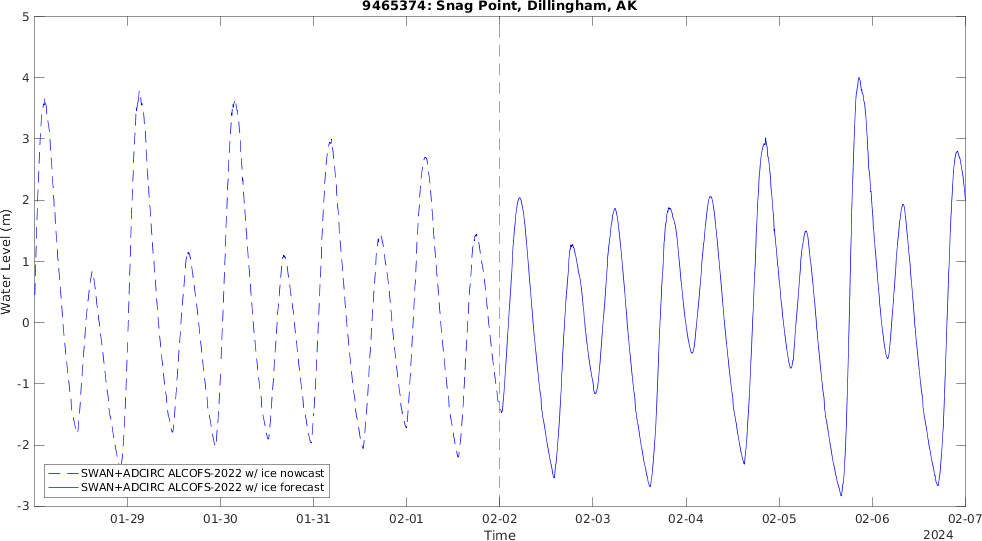 9465374: Snag Point, Dillingham, AK
Water Level (m)
5
4
3
2
1
0
-1
-2
-3
SWAN+ADCIRC ALCOFS-2022 w/ ice nowcast
SWAN+ADCIRC ALCOFS-2022 w/ ice forecast
01-29 01-30 01-31 02-01 02-02 02-03 02-04 02-05 02-06 02-07
Time
2024